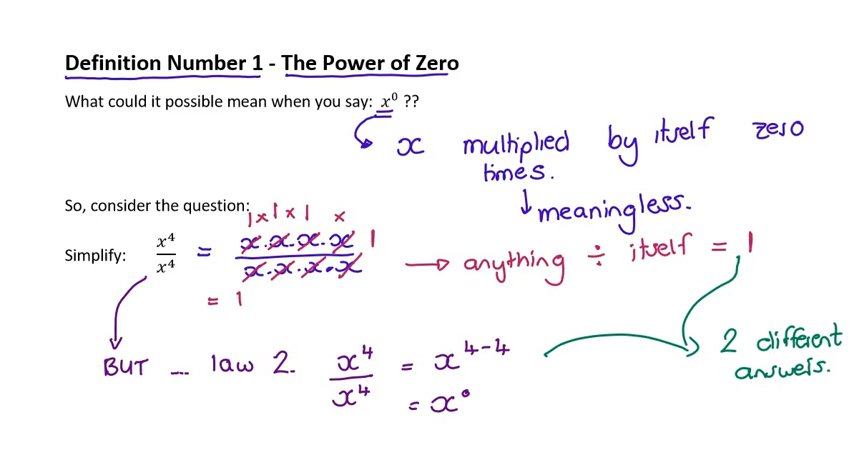 Definition Number 1 - The Power of Zero
What could it possible mean when you say: x⁰ ??
x multiplied by itself zero
times.
meaningless.
So, consider the question:
1 x 1 x 1 x 1
Simplify: x⁴/x⁴ = x.x.x.x/x.x.x.x → anything ÷ itself = 1
= 1
BUT ... law 2. x⁴/x⁴ = x⁴⁻⁴
= x⁰
2 different
answers.